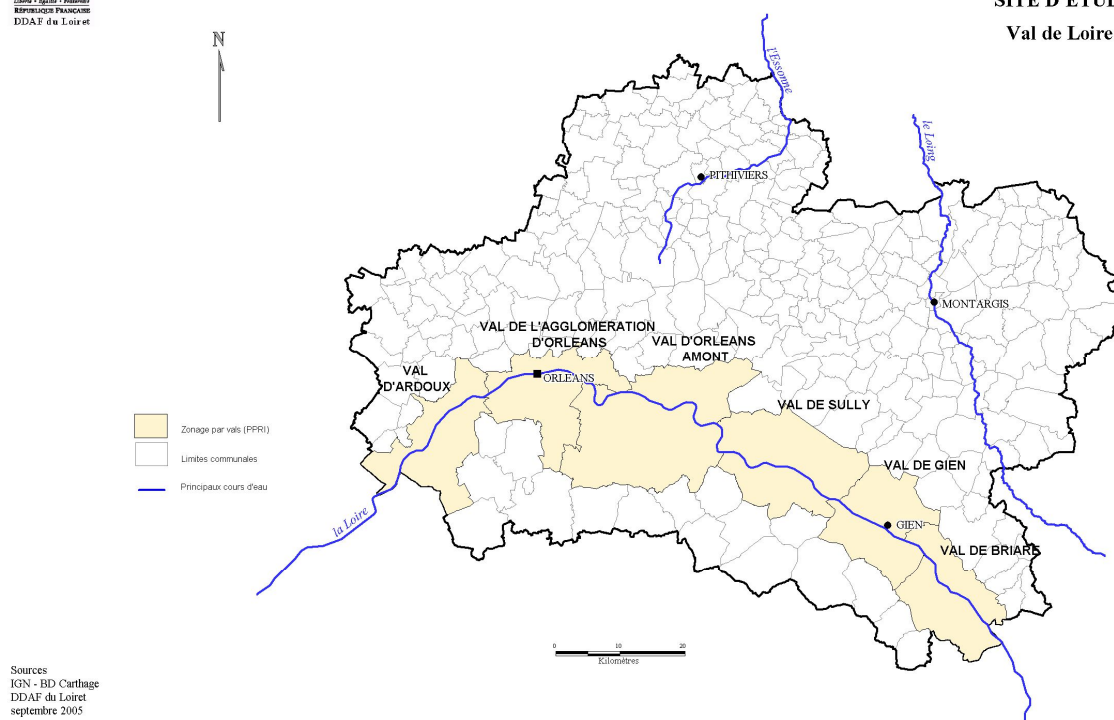 RÉPUBLIQUE FRANÇAISE
DDAF du Loiret
Val de Loire
N
l'Essonne
le Loing
PITHIVIERS
MONTARGIS
VAL DE L'AGGLOMERATION
D'ORLEANS
VAL D'ORLEANS
AMONT
VAL
D'ARDOUX
ORLEANS
VAL DE SULLY
Zonage par vals (PPRI)
Limites communales
VAL DE GIEN
Principaux cours d'eau
la Loire
GIEN
VAL DE BRIARE
0 10 20
Kilomètres
Sources
IGN - BD Carthage
DDAF du Loiret
septembre 2005